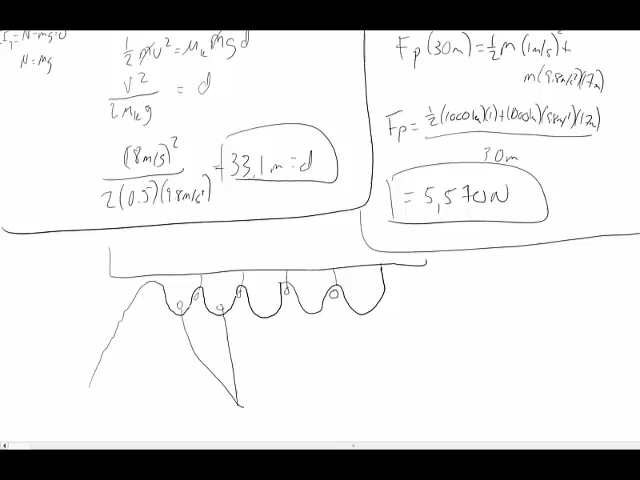 N=mg
½mv² = μₖmgd
v²/2μₖg = d
(18m/s)²/2(0.5)(9.8m/s²) = 33.1m = d
Fₚ(30m) = ½m(1m/s)² +
m(9.8m/s²)(17m)
Fₚ = ½(1000kg)(1)+(1000kg)(9.8m/s²)(17m)/30m
= 5,570N